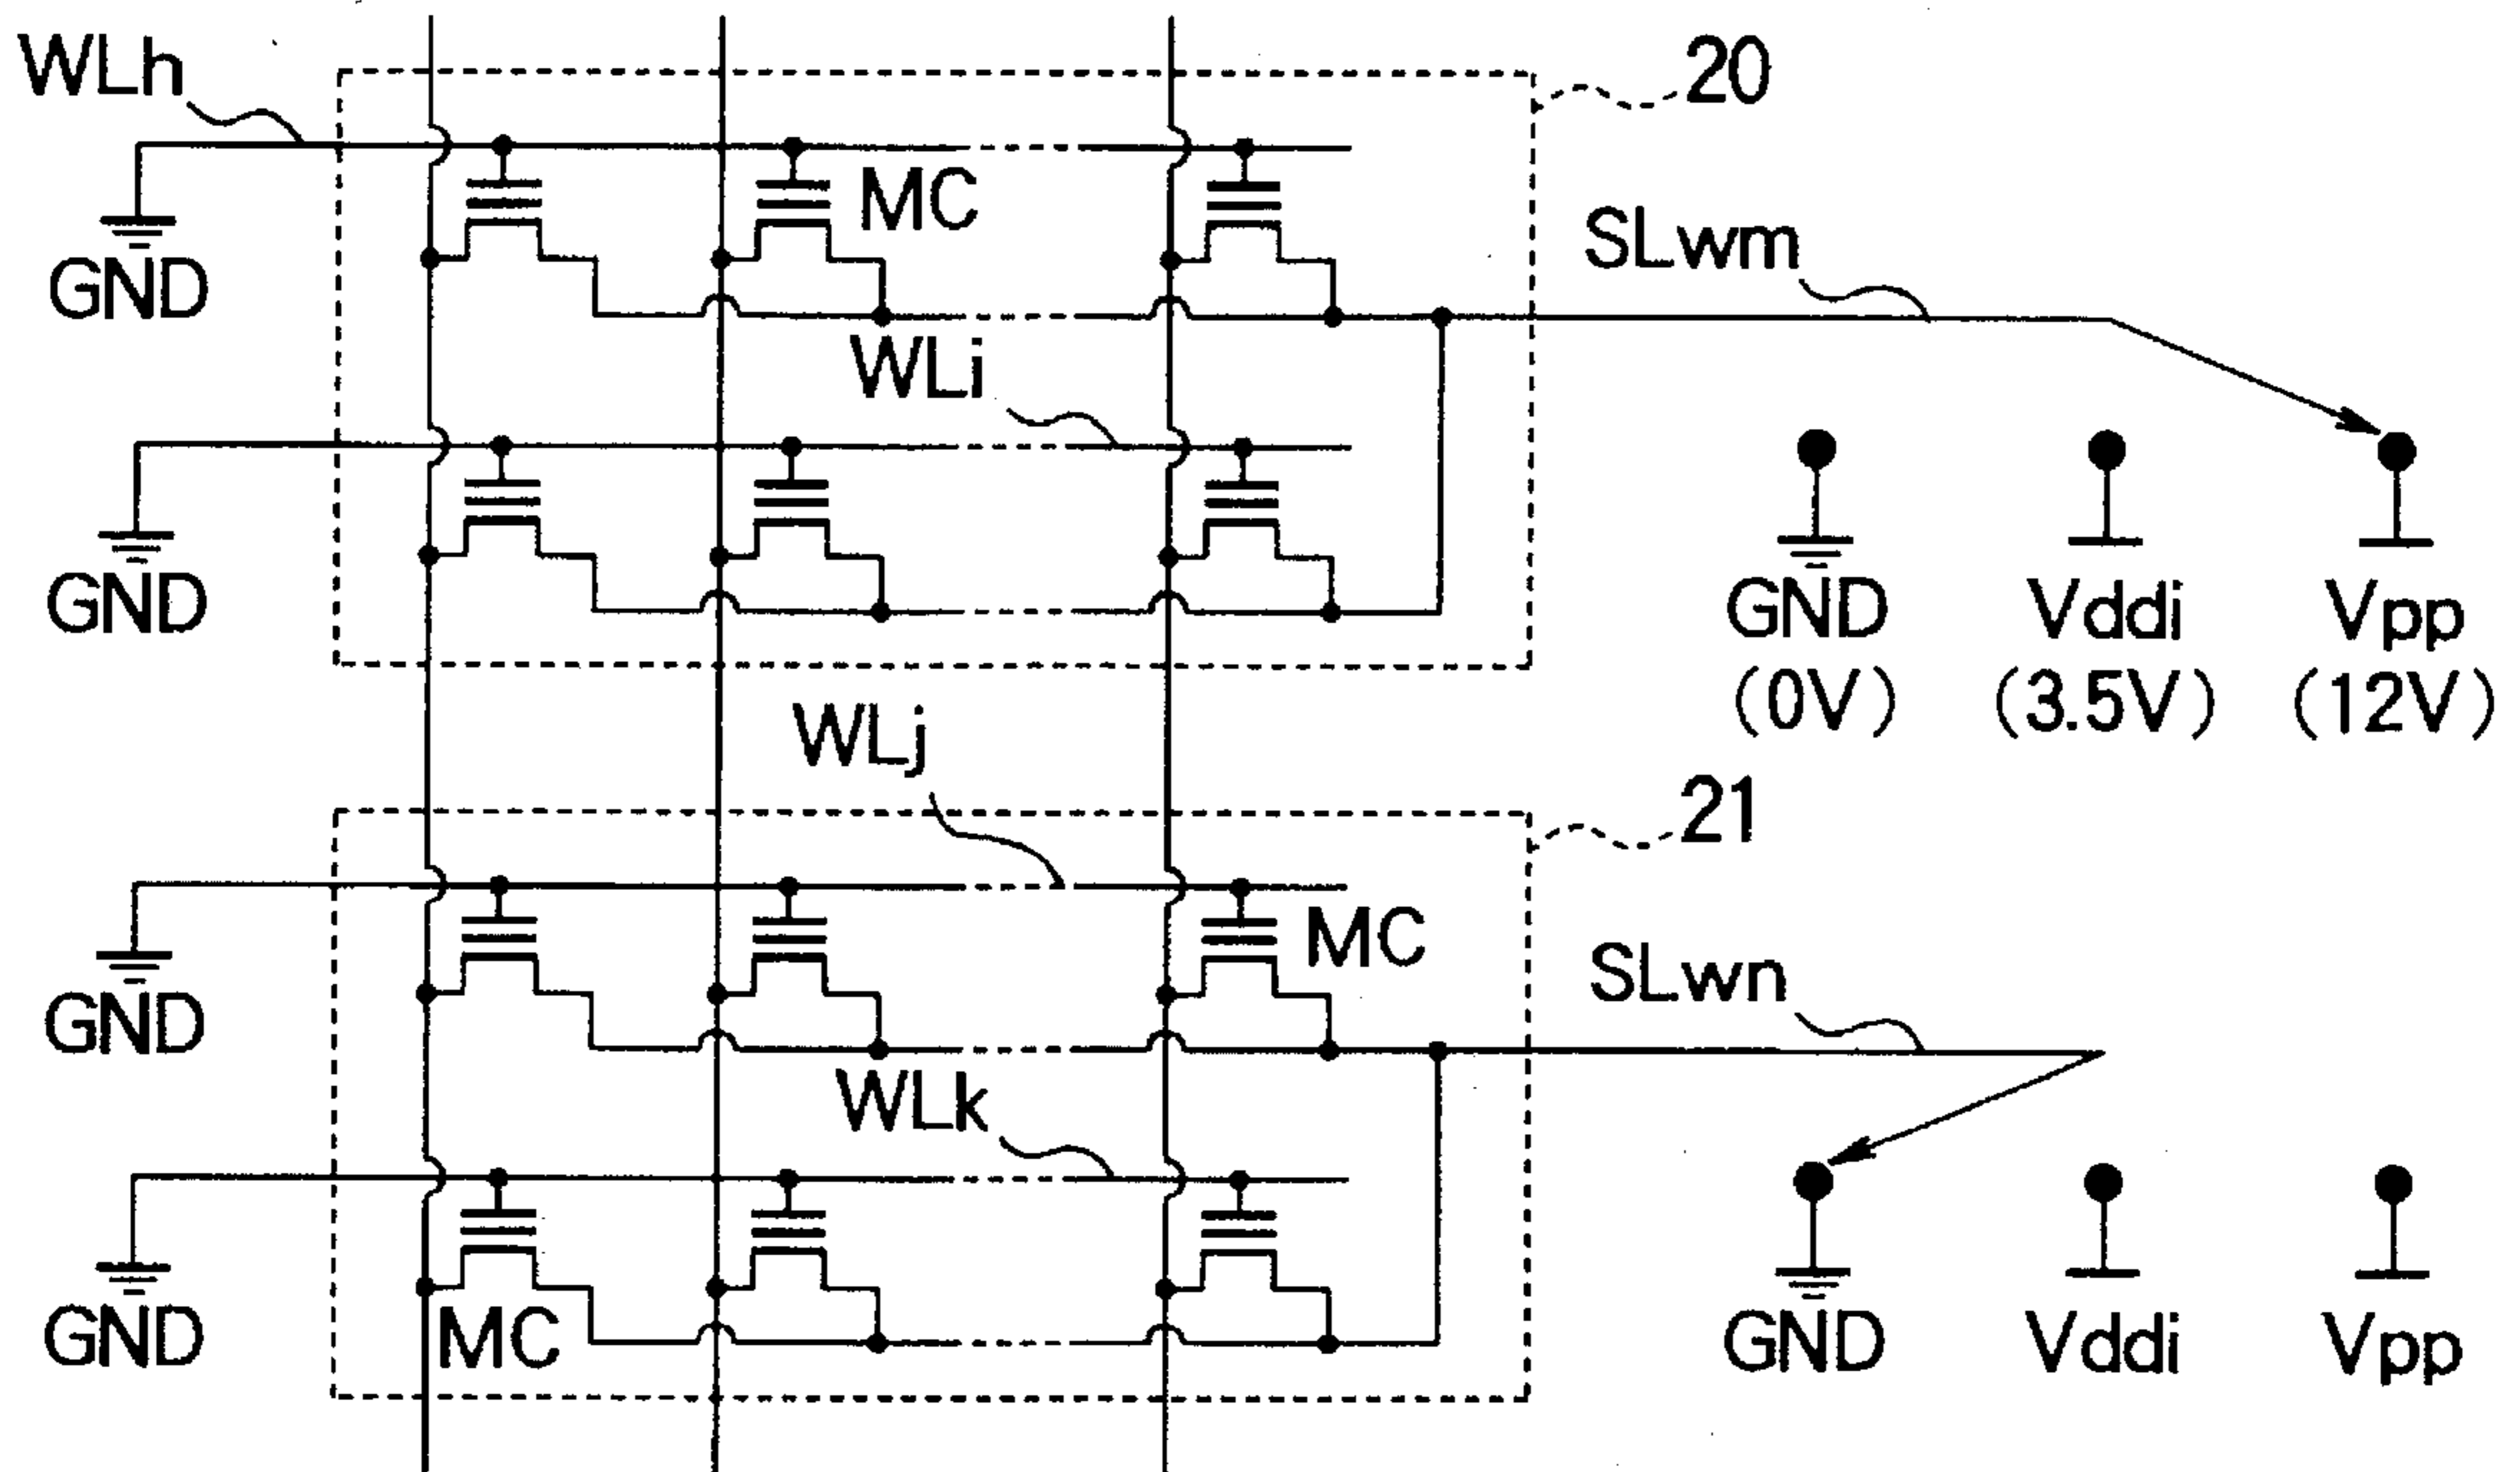 WLh
20
MC
SLwm
GND
WLi
GND
GND
Vddi
Vpp
(0V)
(3.5V)
(12V)
WLj
21
MC
SLwn
GND
WLk
GND
MC
GND
Vddi
Vpp